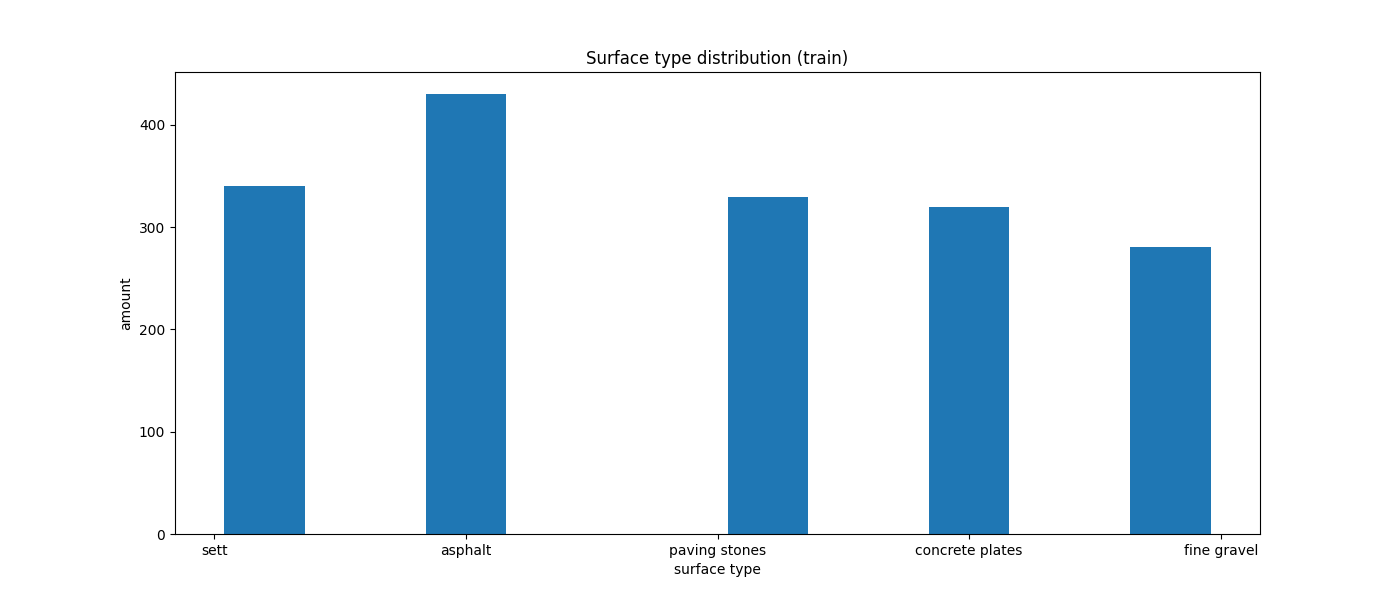 Surface type distribution (train)
400
300
200
100
0
amount
sett asphalt paving stones concrete plates fine gravel
surface type